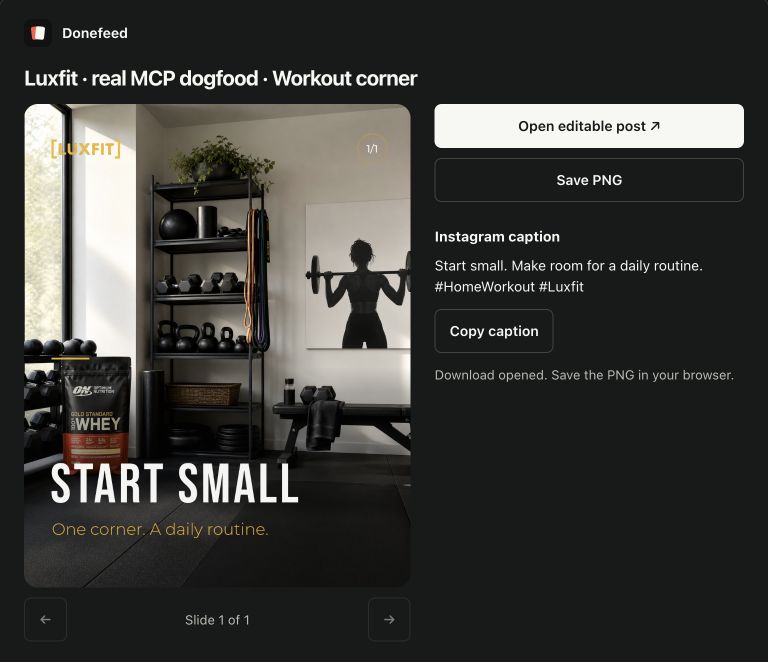 Donefeed
Luxfit · real MCP dogfood · Workout corner
[LUXFIT]
1/1
ON OPTIMUM NUTRITION
GOLD STANDARD
100% WHEY
START SMALL
One corner. A daily routine.
←
Slide 1 of 1
→
Open editable post ↗
Save PNG
Instagram caption
Start small. Make room for a daily routine.
#HomeWorkout #Luxfit
Copy caption
Download opened. Save the PNG in your browser.